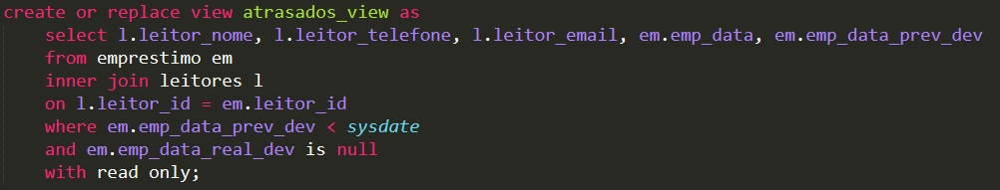 create or replace view atrasados_view as
select l.leitor_nome, l.leitor_telefone, l.leitor_email, em.emp_data, em.emp_data_prev_dev
from emprestimo em
inner join leitores l
on l.leitor_id = em.leitor_id
where em.emp_data_prev_dev < sysdate
and em.emp_data_real_dev is null
with read only;